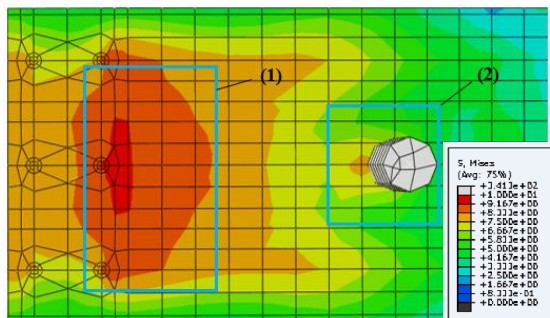 (1)
(2)
S, Mises
(Avg: 75%)
+3.413e+02
+1.000e+01
+9.167e+00
+8.333e+00
+7.500e+00
+6.667e+00
+5.833e+00
+5.000e+00
+4.167e+00
+3.333e+00
+2.500e+00
+1.667e+00
+8.333e-01
+0.000e+00